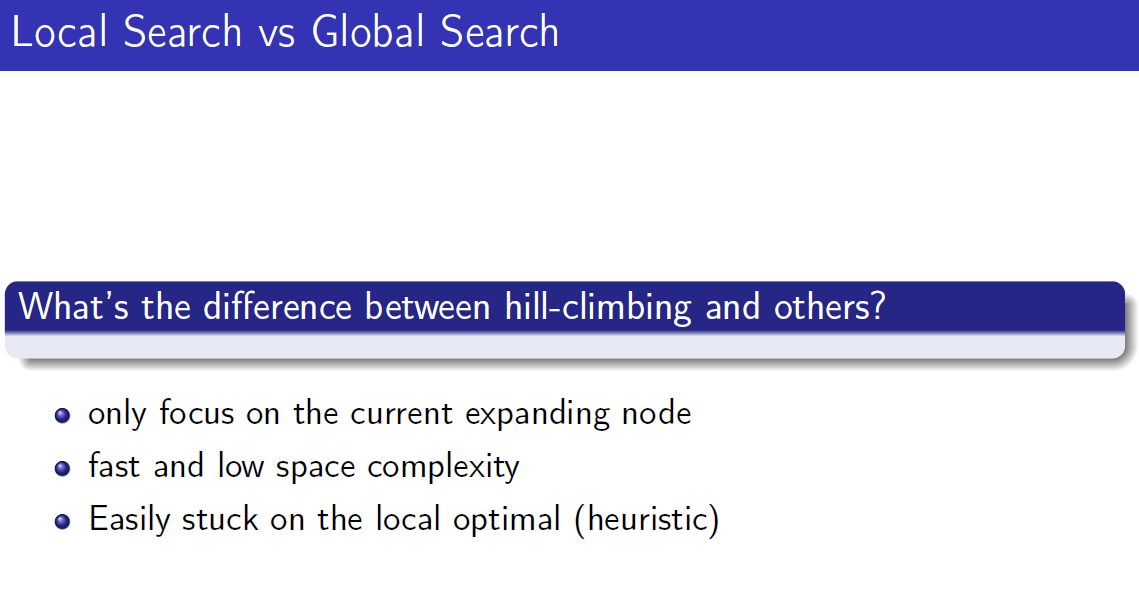 Local Search vs Global Search
What's the difference between hill-climbing and others?
only focus on the current expanding node
fast and low space complexity
Easily stuck on the local optimal (heuristic)